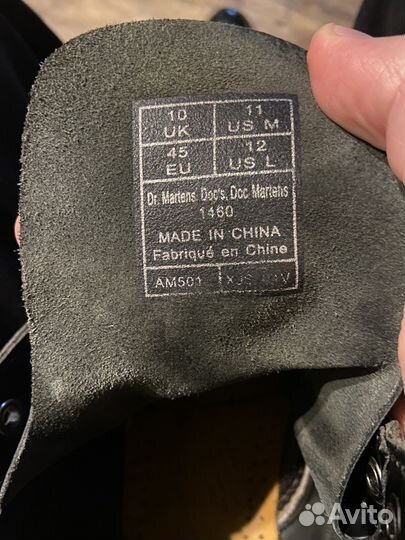 10 UK 11 US M
45 EU 12 US L
Dr. Martens, Doc's, Doc Martens
1460
MADE IN CHINA
Fabriqué en Chine
AM501
Avito